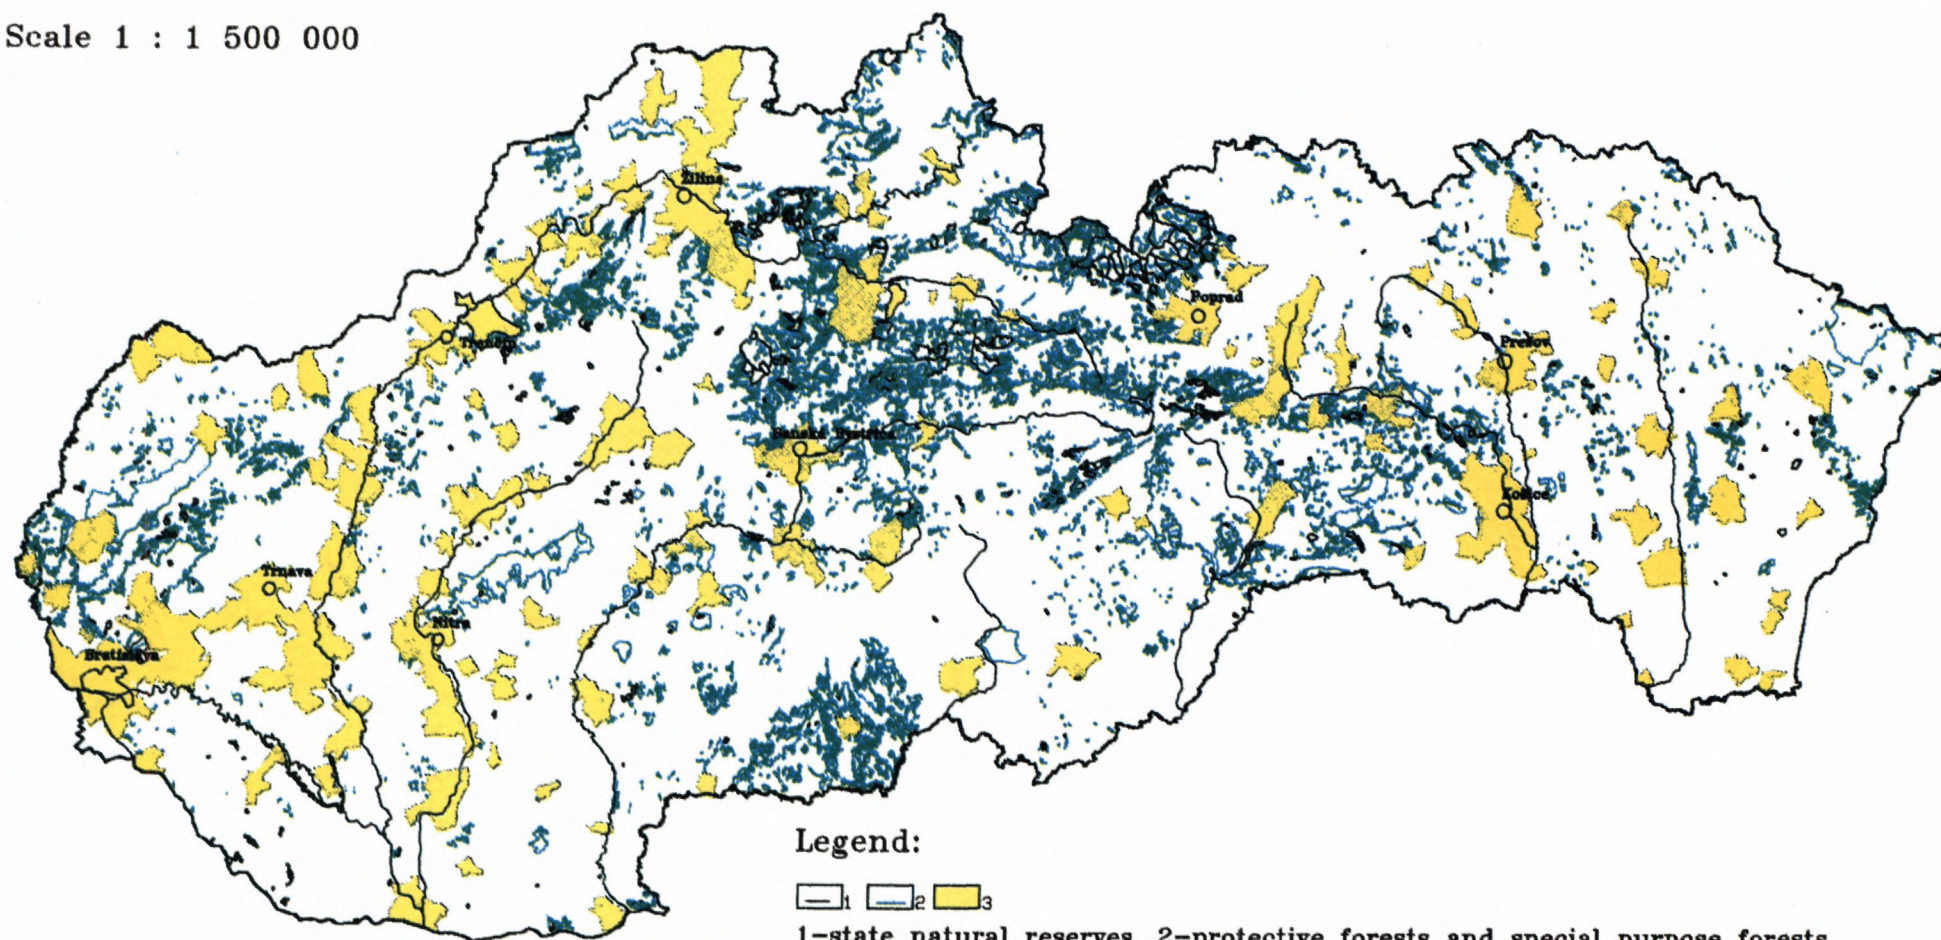 Scale 1 : 1 500 000
Žilina
Poprad
Trenčín
Prešov
Banská Bystrica
Košice
Trnava
Nitra
Bratislava
Legend:
1 2 3
1-state natural reserves, 2-protective forests and special purpose forests